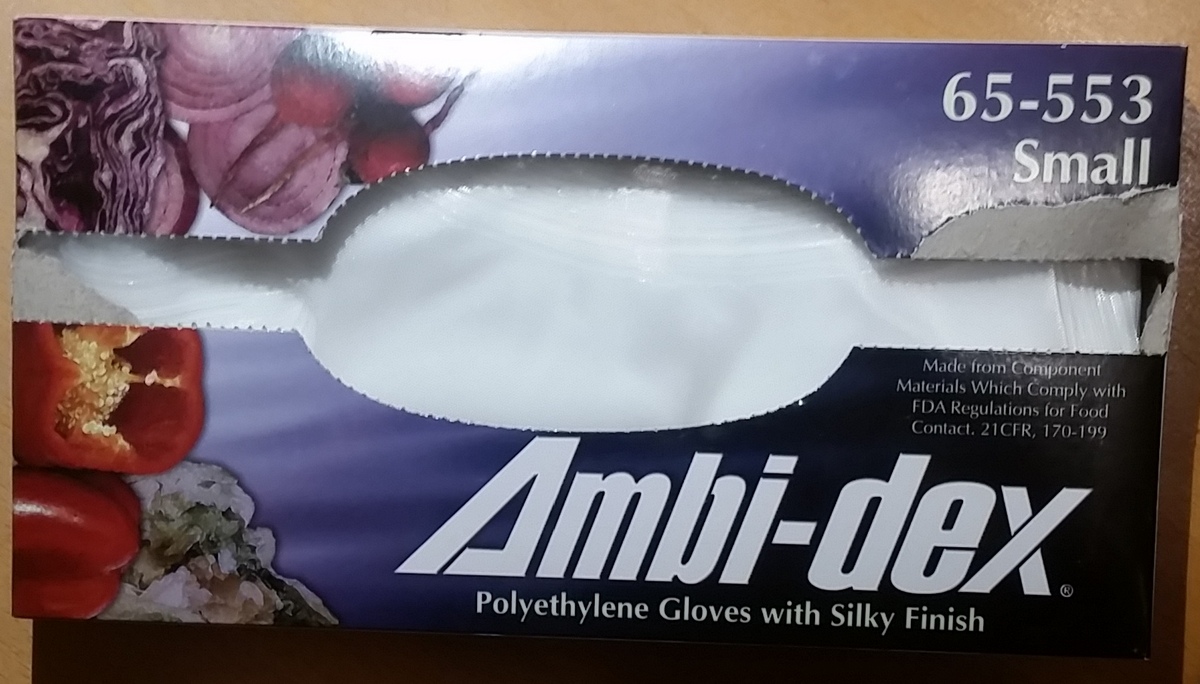 65-553
Small
Made from Component
Materials Which Comply with
FDA Regulations for Food
Contact. 21CFR, 170-199
Ambi-dex®
Polyethylene Gloves with Silky Finish